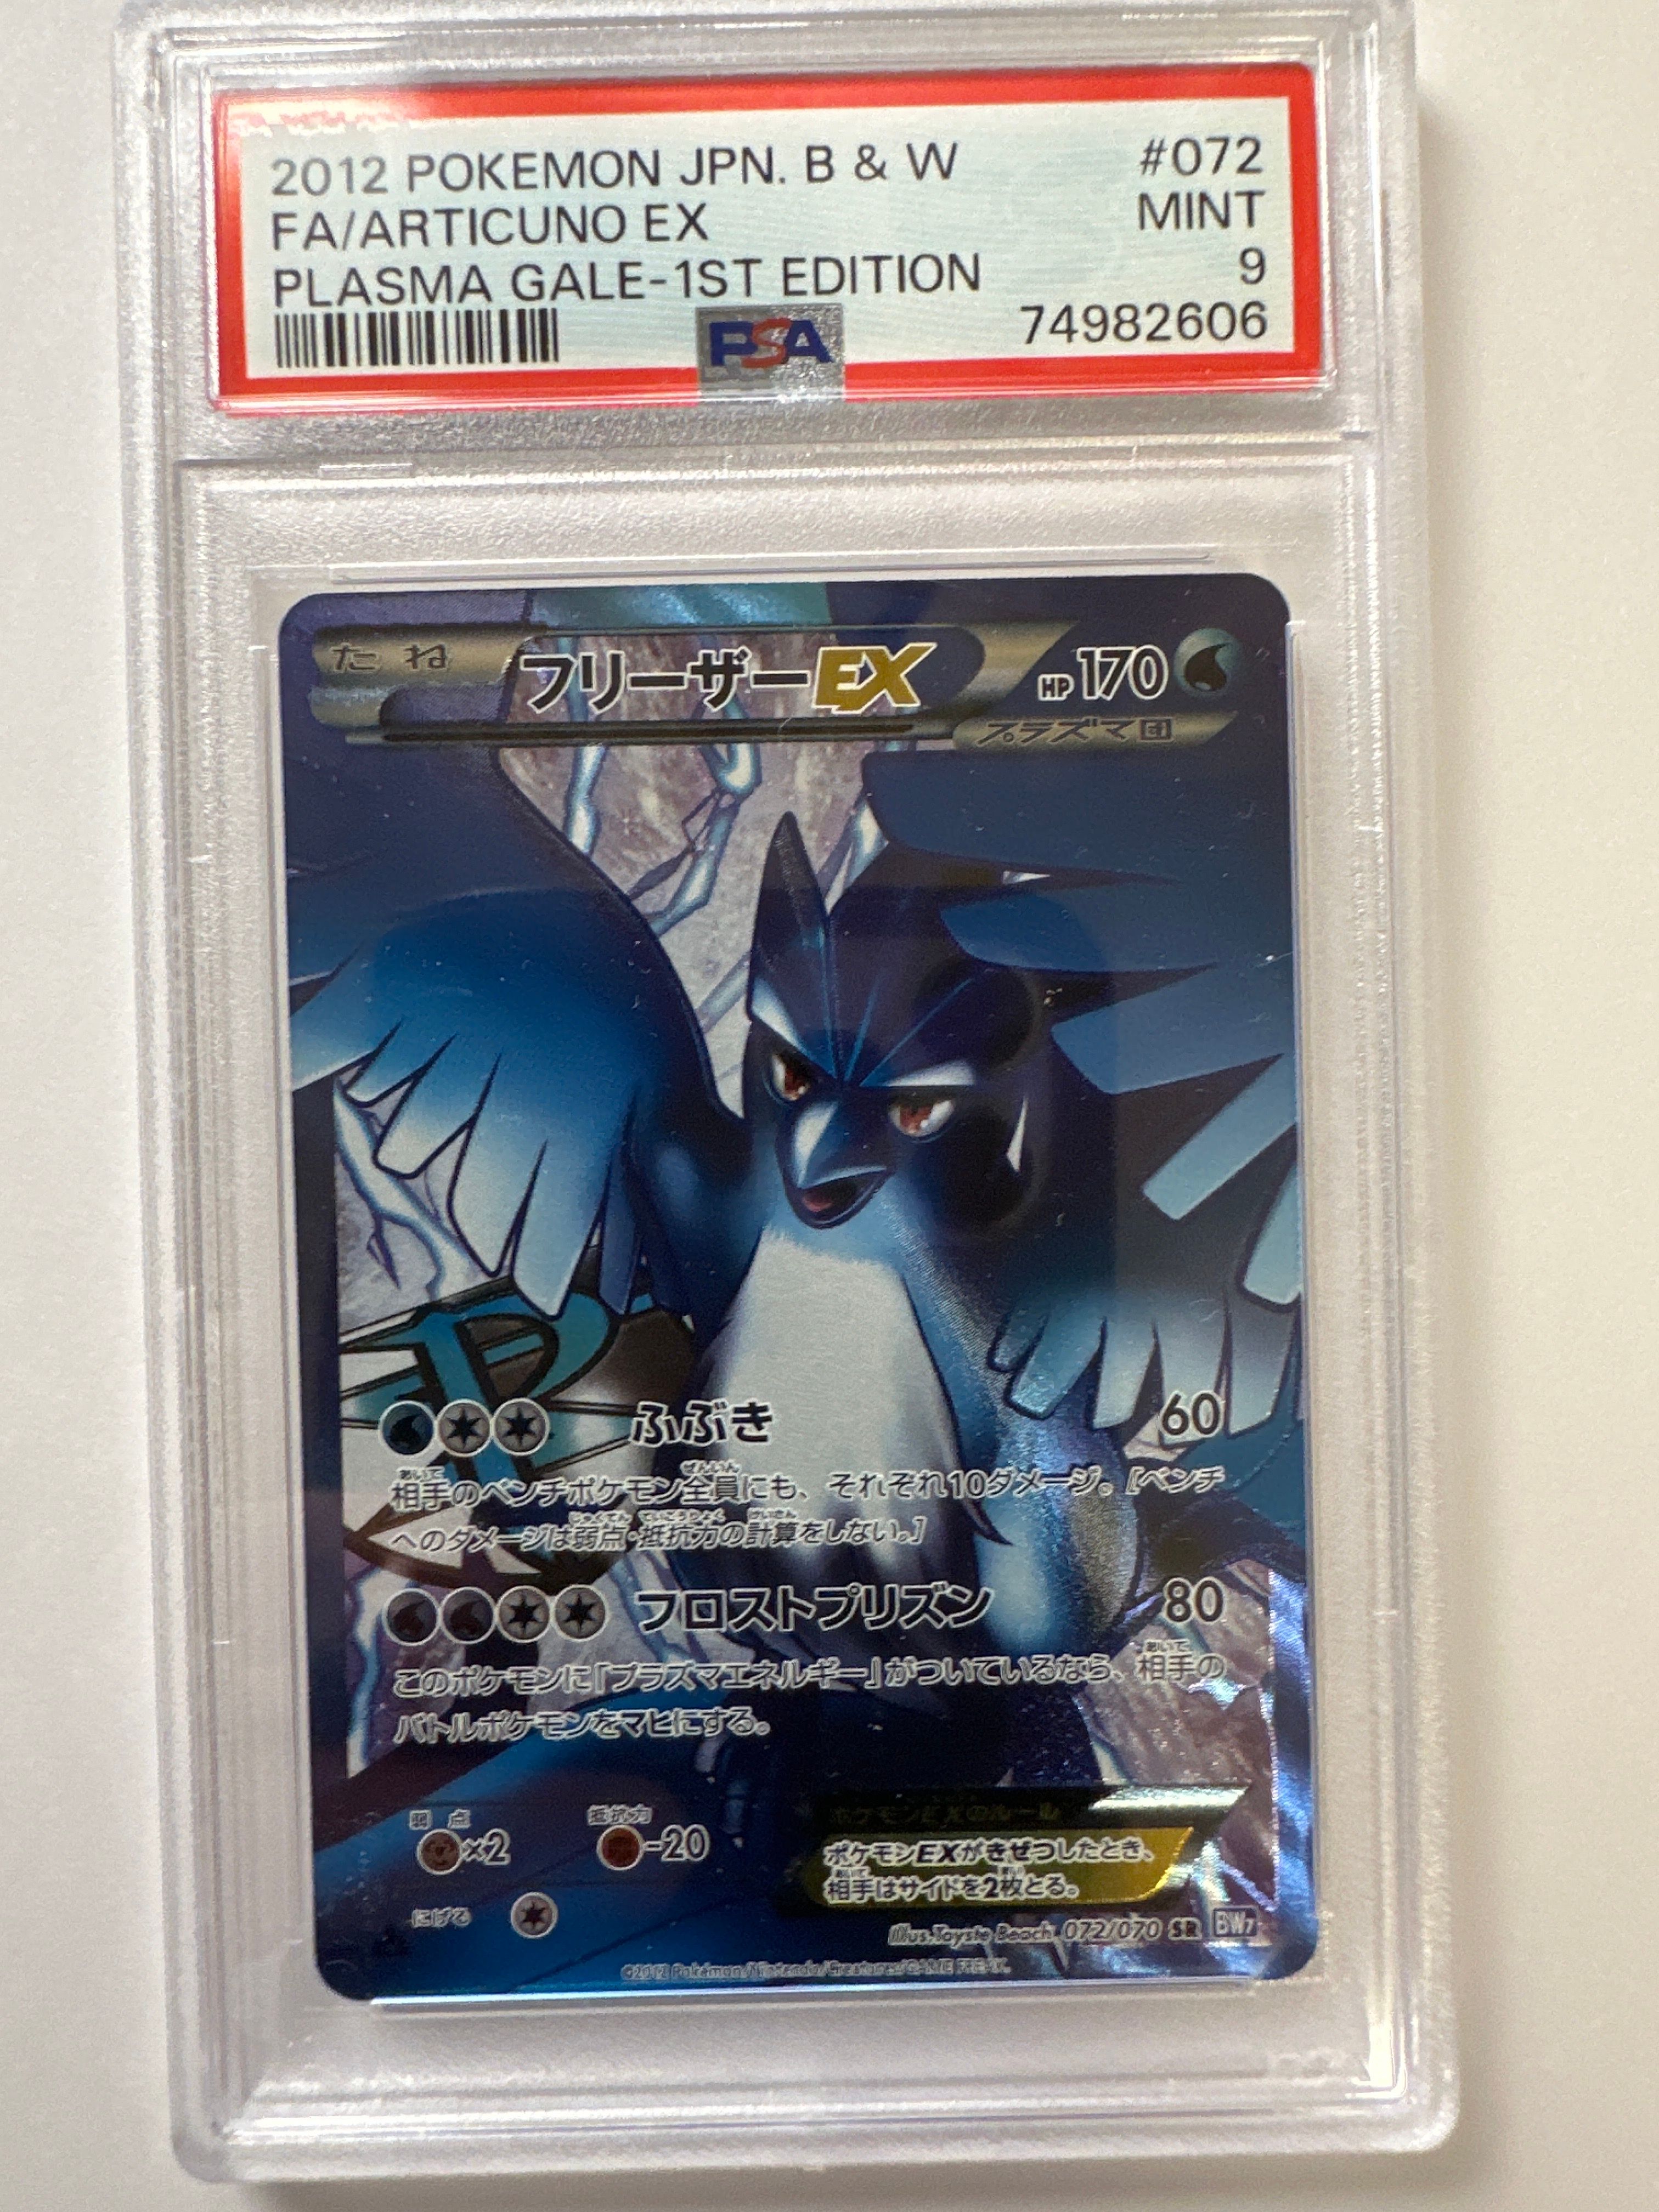 2012 POKEMON JPN. B & W #072
FA/ARTICUNO EX MINT
PLASMA GALE-1ST EDITION 9
PSA 74982606
たね フリーザーEX HP170
プラズマ団
ふぶき 60
相手のベンチポケモン全員にも、それぞれ10ダメージ。[ベンチ
へのダメージは弱点・抵抗力の計算をしない。]
フロストプリズン 80
このポケモンに「プラズマエネルギー」がついているなら、相手の
バトルポケモンをマヒにする。
弱点 抵抗力
×2 -20
ポケモンEXのルール
ポケモンEXがきぜつしたとき、
相手はサイドを2枚とる。
にげる
Illus.Tayste Beach 072/070 SR BW7
©2012 Pokémon/Nintendo/Creatures/GAME FREAK.